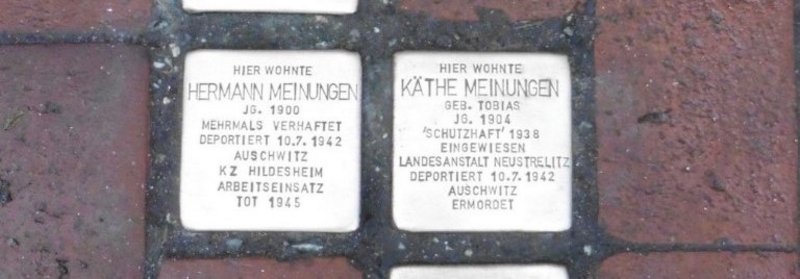 HIER WOHNTE
HERMANN MEINUNGEN
JG. 1900
MEHRMALS VERHAFTET
DEPORTIERT 10.7.1942
AUSCHWITZ
KZ HILDESHEIM
ARBEITSEINSATZ
TOT 1945
HIER WOHNTE
KÄTHE MEINUNGEN
GEB. TOBIAS
JG. 1904
'SCHUTZHAFT' 1938
EINGEWIESEN
LANDESANSTALT NEUSTRELITZ
DEPORTIERT 10.7.1942
AUSCHWITZ
ERMORDET